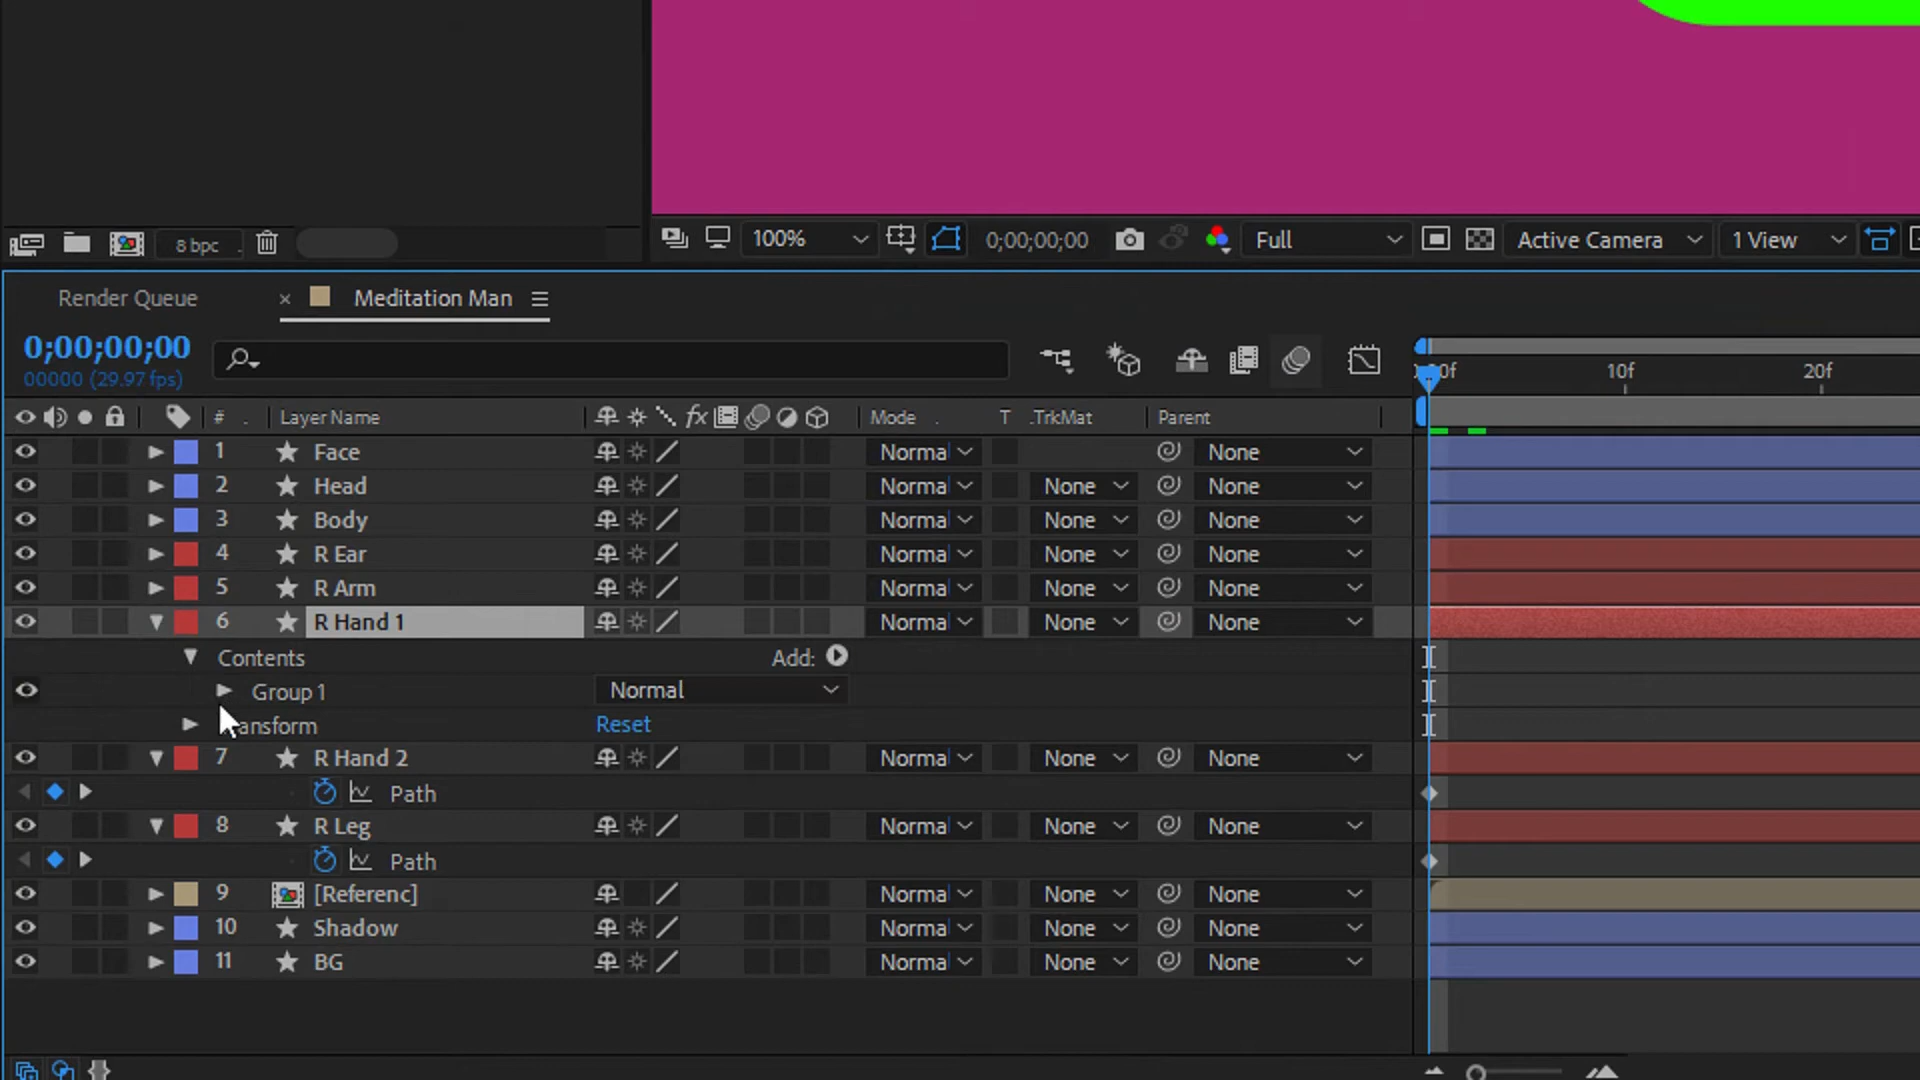 8 bpc
100%
0;00;00;00
Full
Active Camera
1 View
Render Queue
× Meditation Man
0;00;00;00
00000 (29.97 fps)
10f 20f
# Layer Name fx Mode T .TrkMat Parent
1 Face Norma None
2 Head Norma None None
3 Body Norma None None
4 R Ear Norma None None
5 R Arm Norma None None
6 R Hand 1 Norma None None
Contents Add:
Group 1 Normal
ansform Reset
7 R Hand 2 Norma None None
Path
8 R Leg Norma None None
Path
9 [Referenc] Norma None None
10 Shadow Norma None None
11 BG Norma None None